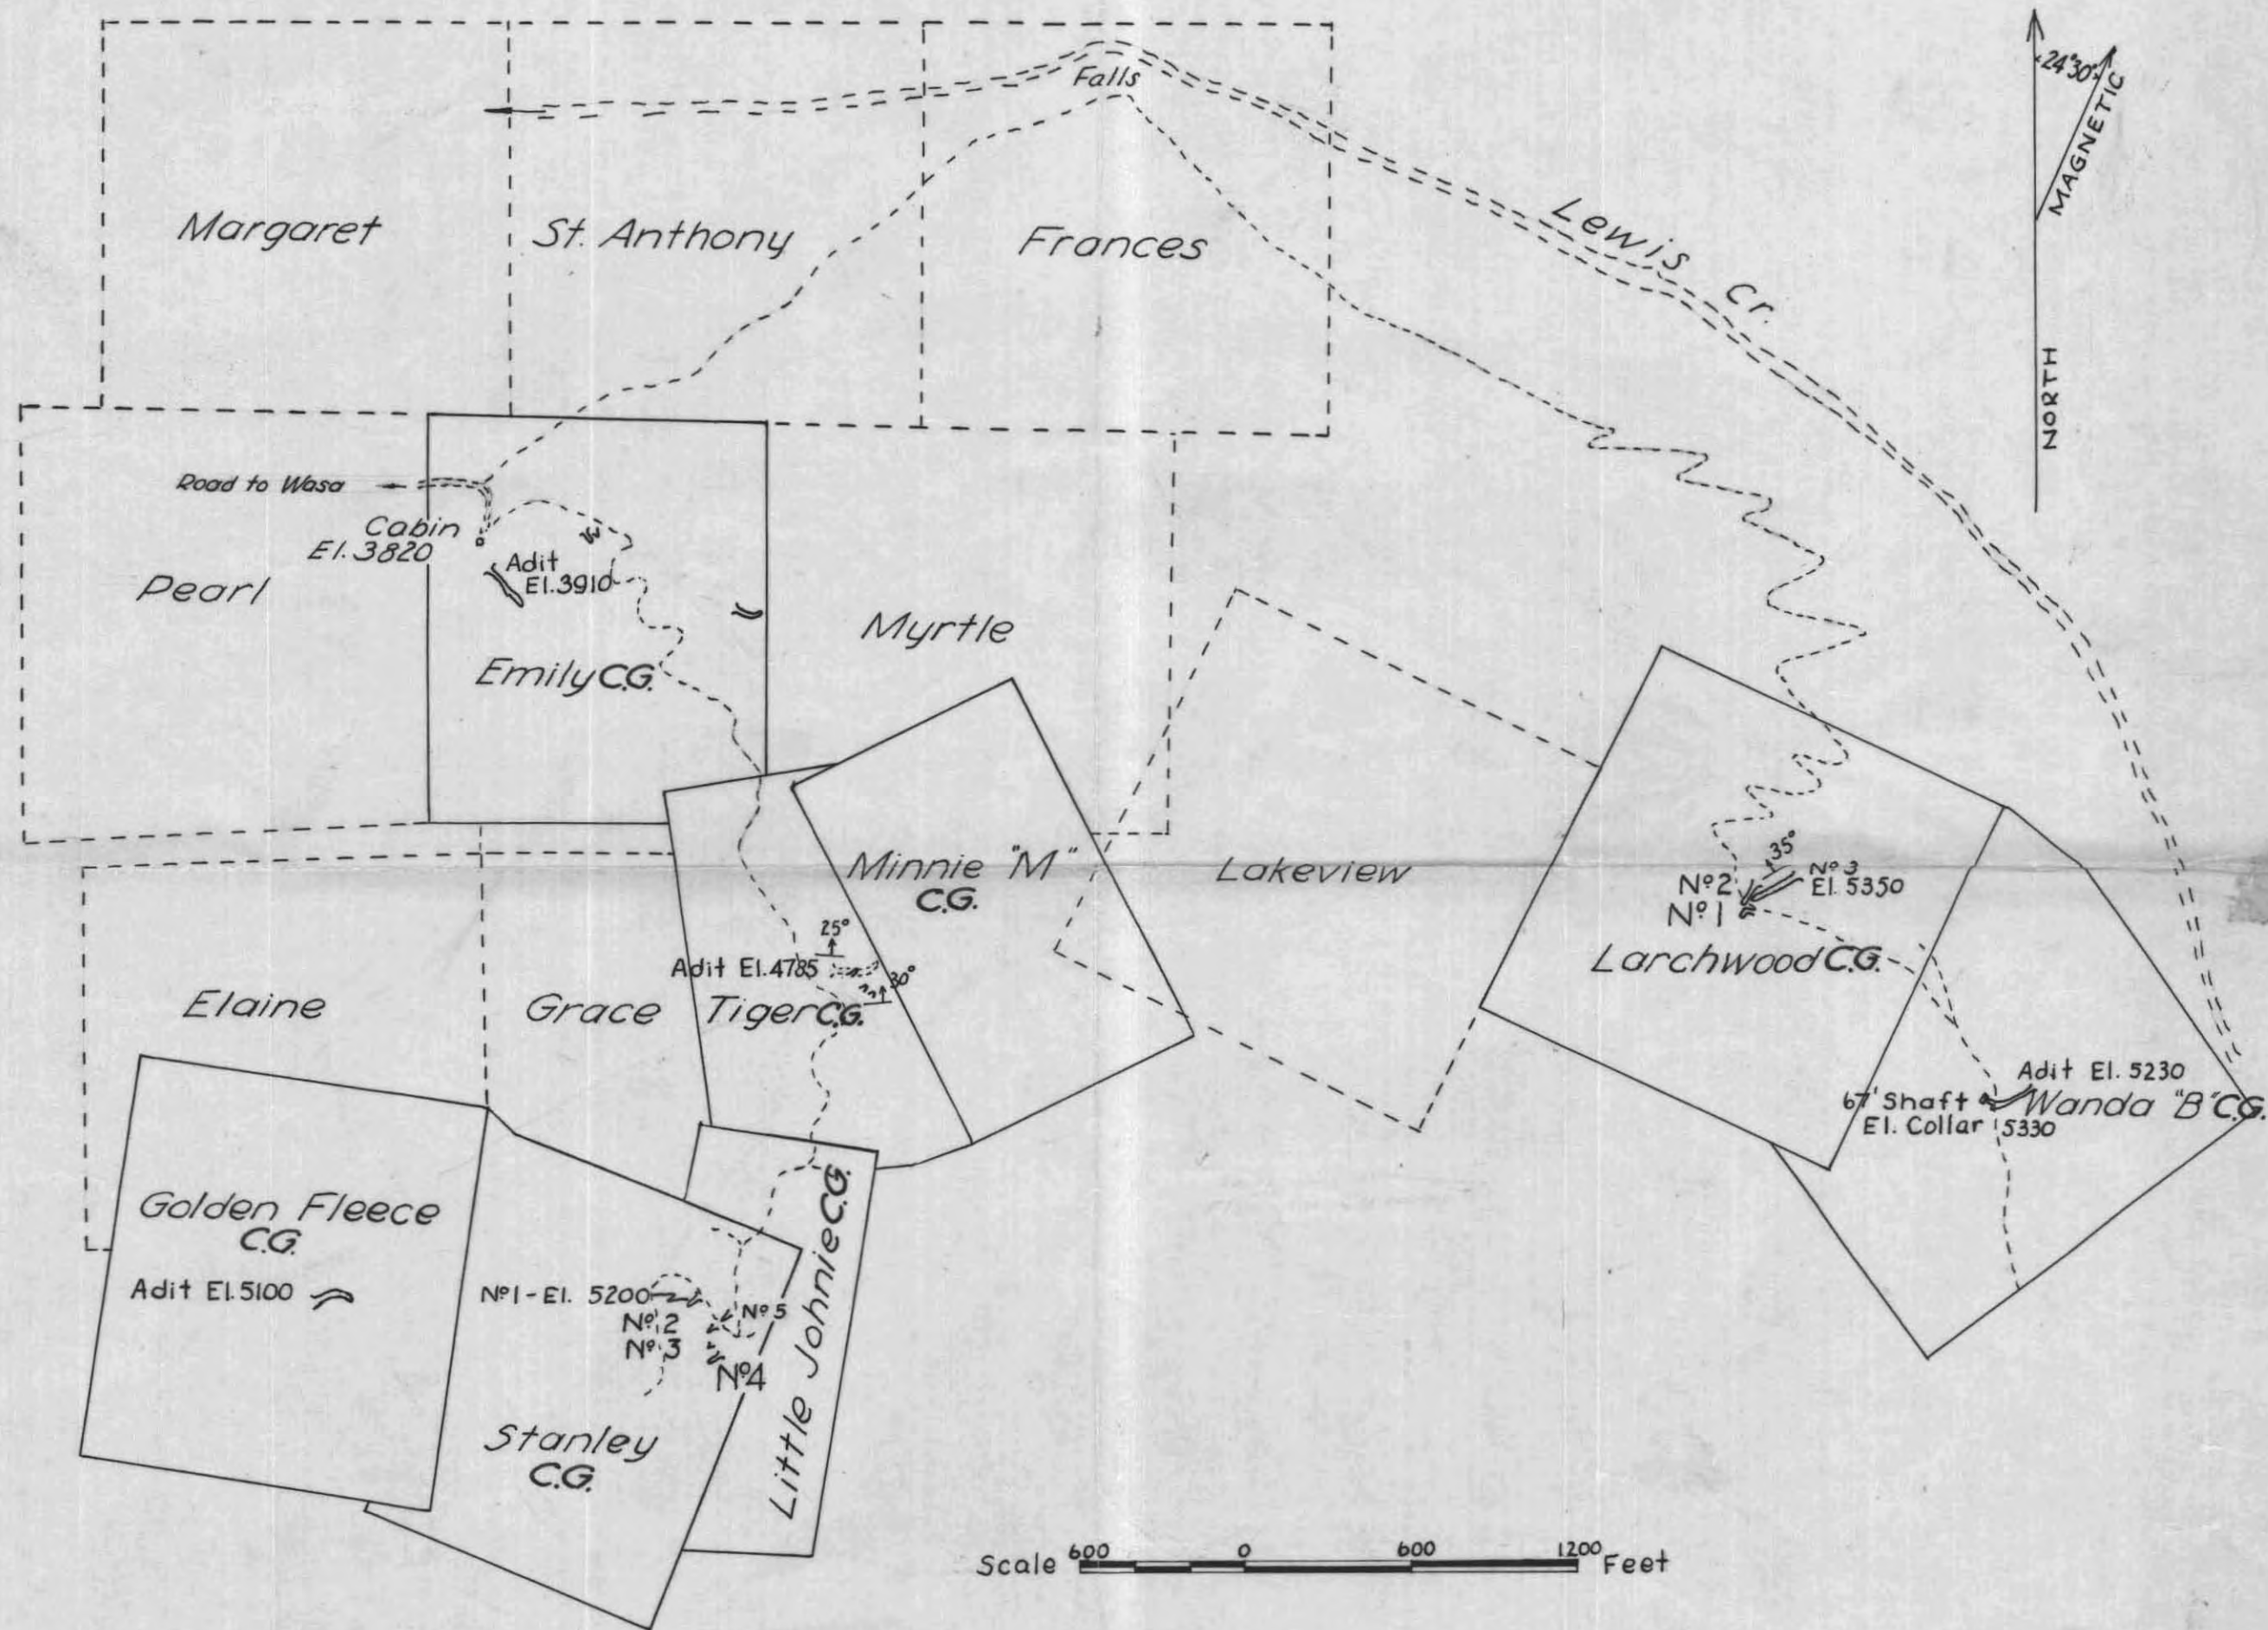 Falls
24°30'
MAGNETIC
NORTH
Margaret
St. Anthony
Frances
Lewis Cr.
Road to Wasa
Cabin
El. 3820
Adit
El. 3910
Pearl
Emily C.G.
Myrtle
Minnie "M"
C.G.
Lakeview
35°
Nº 3
El. 5350
Nº 2
Nº 1
Larchwood C.G.
25°
Adit El. 4785
30°
Elaine
Grace
Tiger C.G.
Adit El. 5230
67' Shaft
Wanda "B" C.G.
El. Collar 5330
Golden Fleece
C.G.
Adit El. 5100
Nº 1 - El. 5200
Nº 2
Nº 3
Nº 5
Nº 4
Little Johnie C.G.
Stanley
C.G.
Scale 600 0 600 1200 Feet